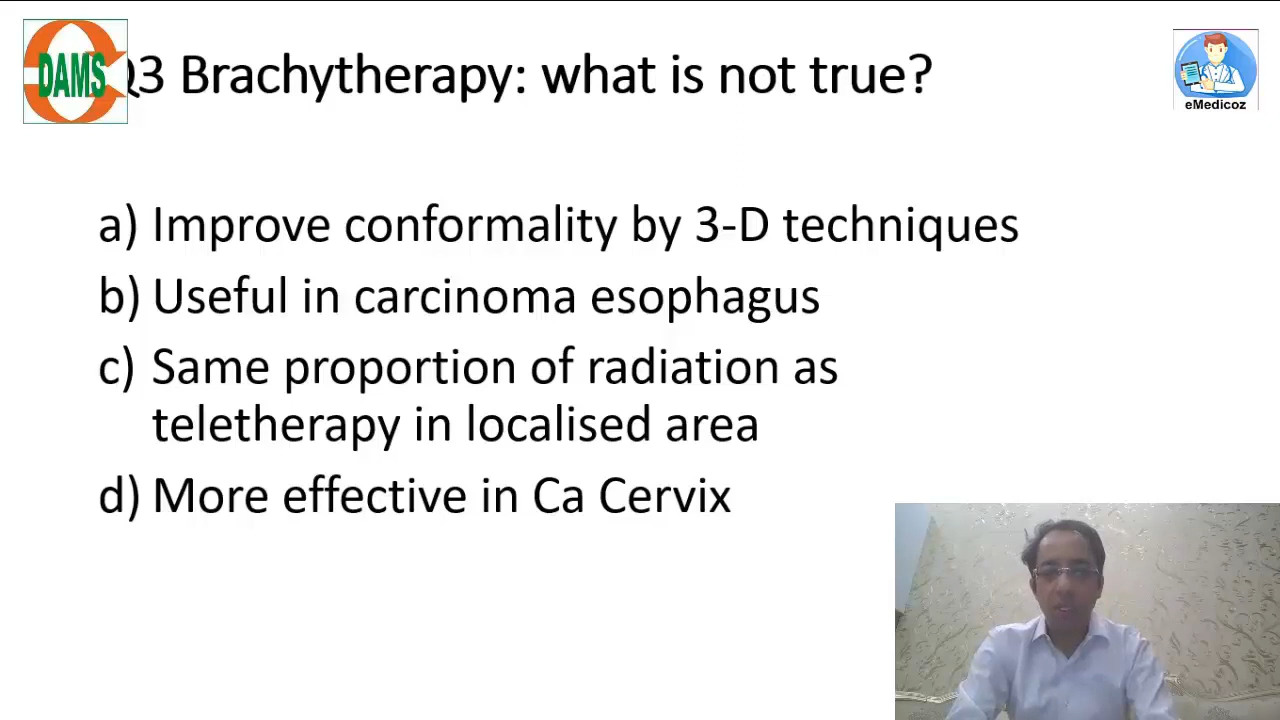 DAMS
Q3 Brachytherapy: what is not true?
eMedicoz
a) Improve conformality by 3-D techniques
b) Useful in carcinoma esophagus
c) Same proportion of radiation as
teletherapy in localised area
d) More effective in Ca Cervix